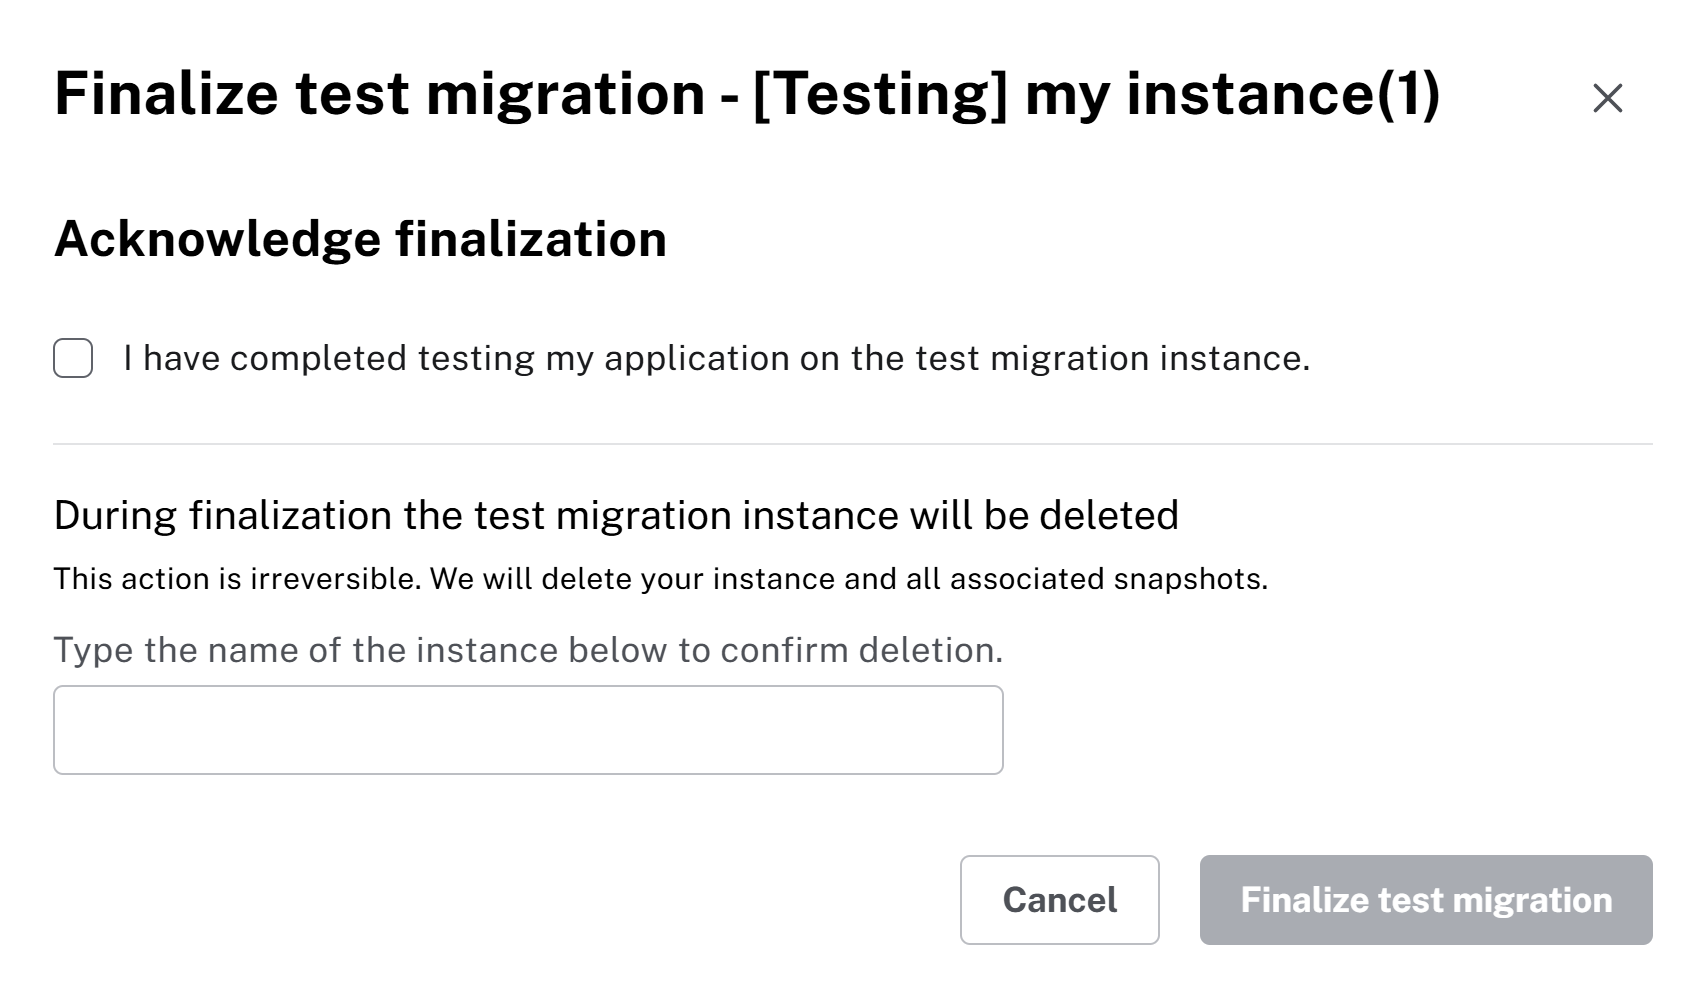 Finalize test migration - [Testing] my instance(1)
Acknowledge finalization
I have completed testing my application on the test migration instance.
During finalization the test migration instance will be deleted
This action is irreversible. We will delete your instance and all associated snapshots.
Type the name of the instance below to confirm deletion.
Cancel
Finalize test migration